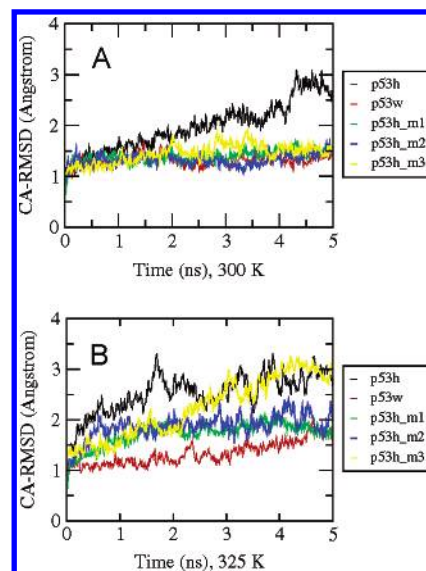 A
CA-RMSD (Angstrom)
4
3
2
1
0
0
1
2
3
4
5
Time (ns), 300 K
p53h
p53w
p53h_m1
p53h_m2
p53h_m3
B
CA-RMSD (Angstrom)
4
3
2
1
0
0
1
2
3
4
5
Time (ns), 325 K
p53h
p53w
p53h_m1
p53h_m2
p53h_m3